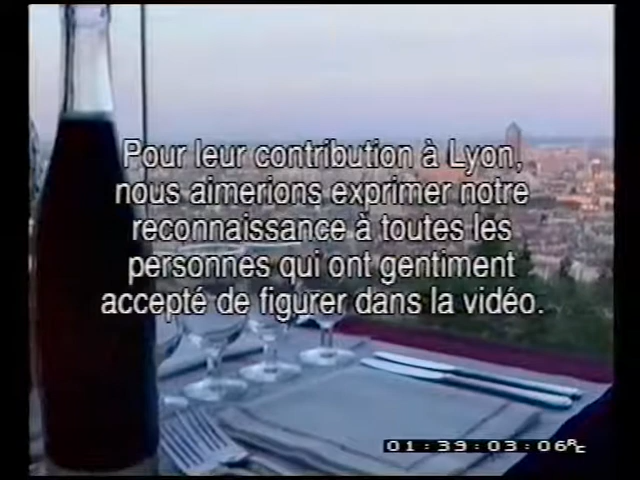 Pour leur contribution à Lyon,
nous aimerions exprimer notre
reconnaissance à toutes les
personnes qui ont gentiment
accepté de figurer dans la vidéo.
01:39:03:06